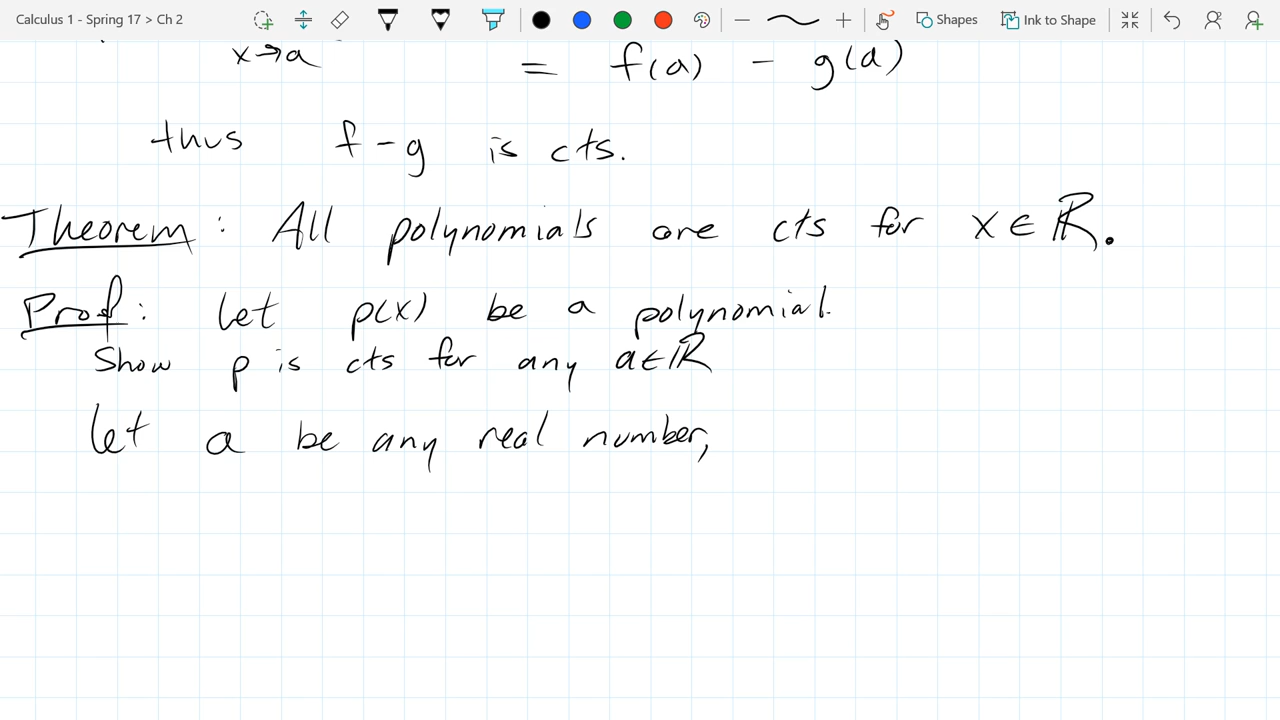 Calculus 1 - Spring 17 > Ch 2
Shapes
Ink to Shape
x→a
= f(a) - g(a)
thus f-g is cts.
Theorem: All polynomials are cts for x∈ℝ.
Proof: Let p(x) be a polynomial.
Show p is cts for any a∈ℝ
Let a be any real number,